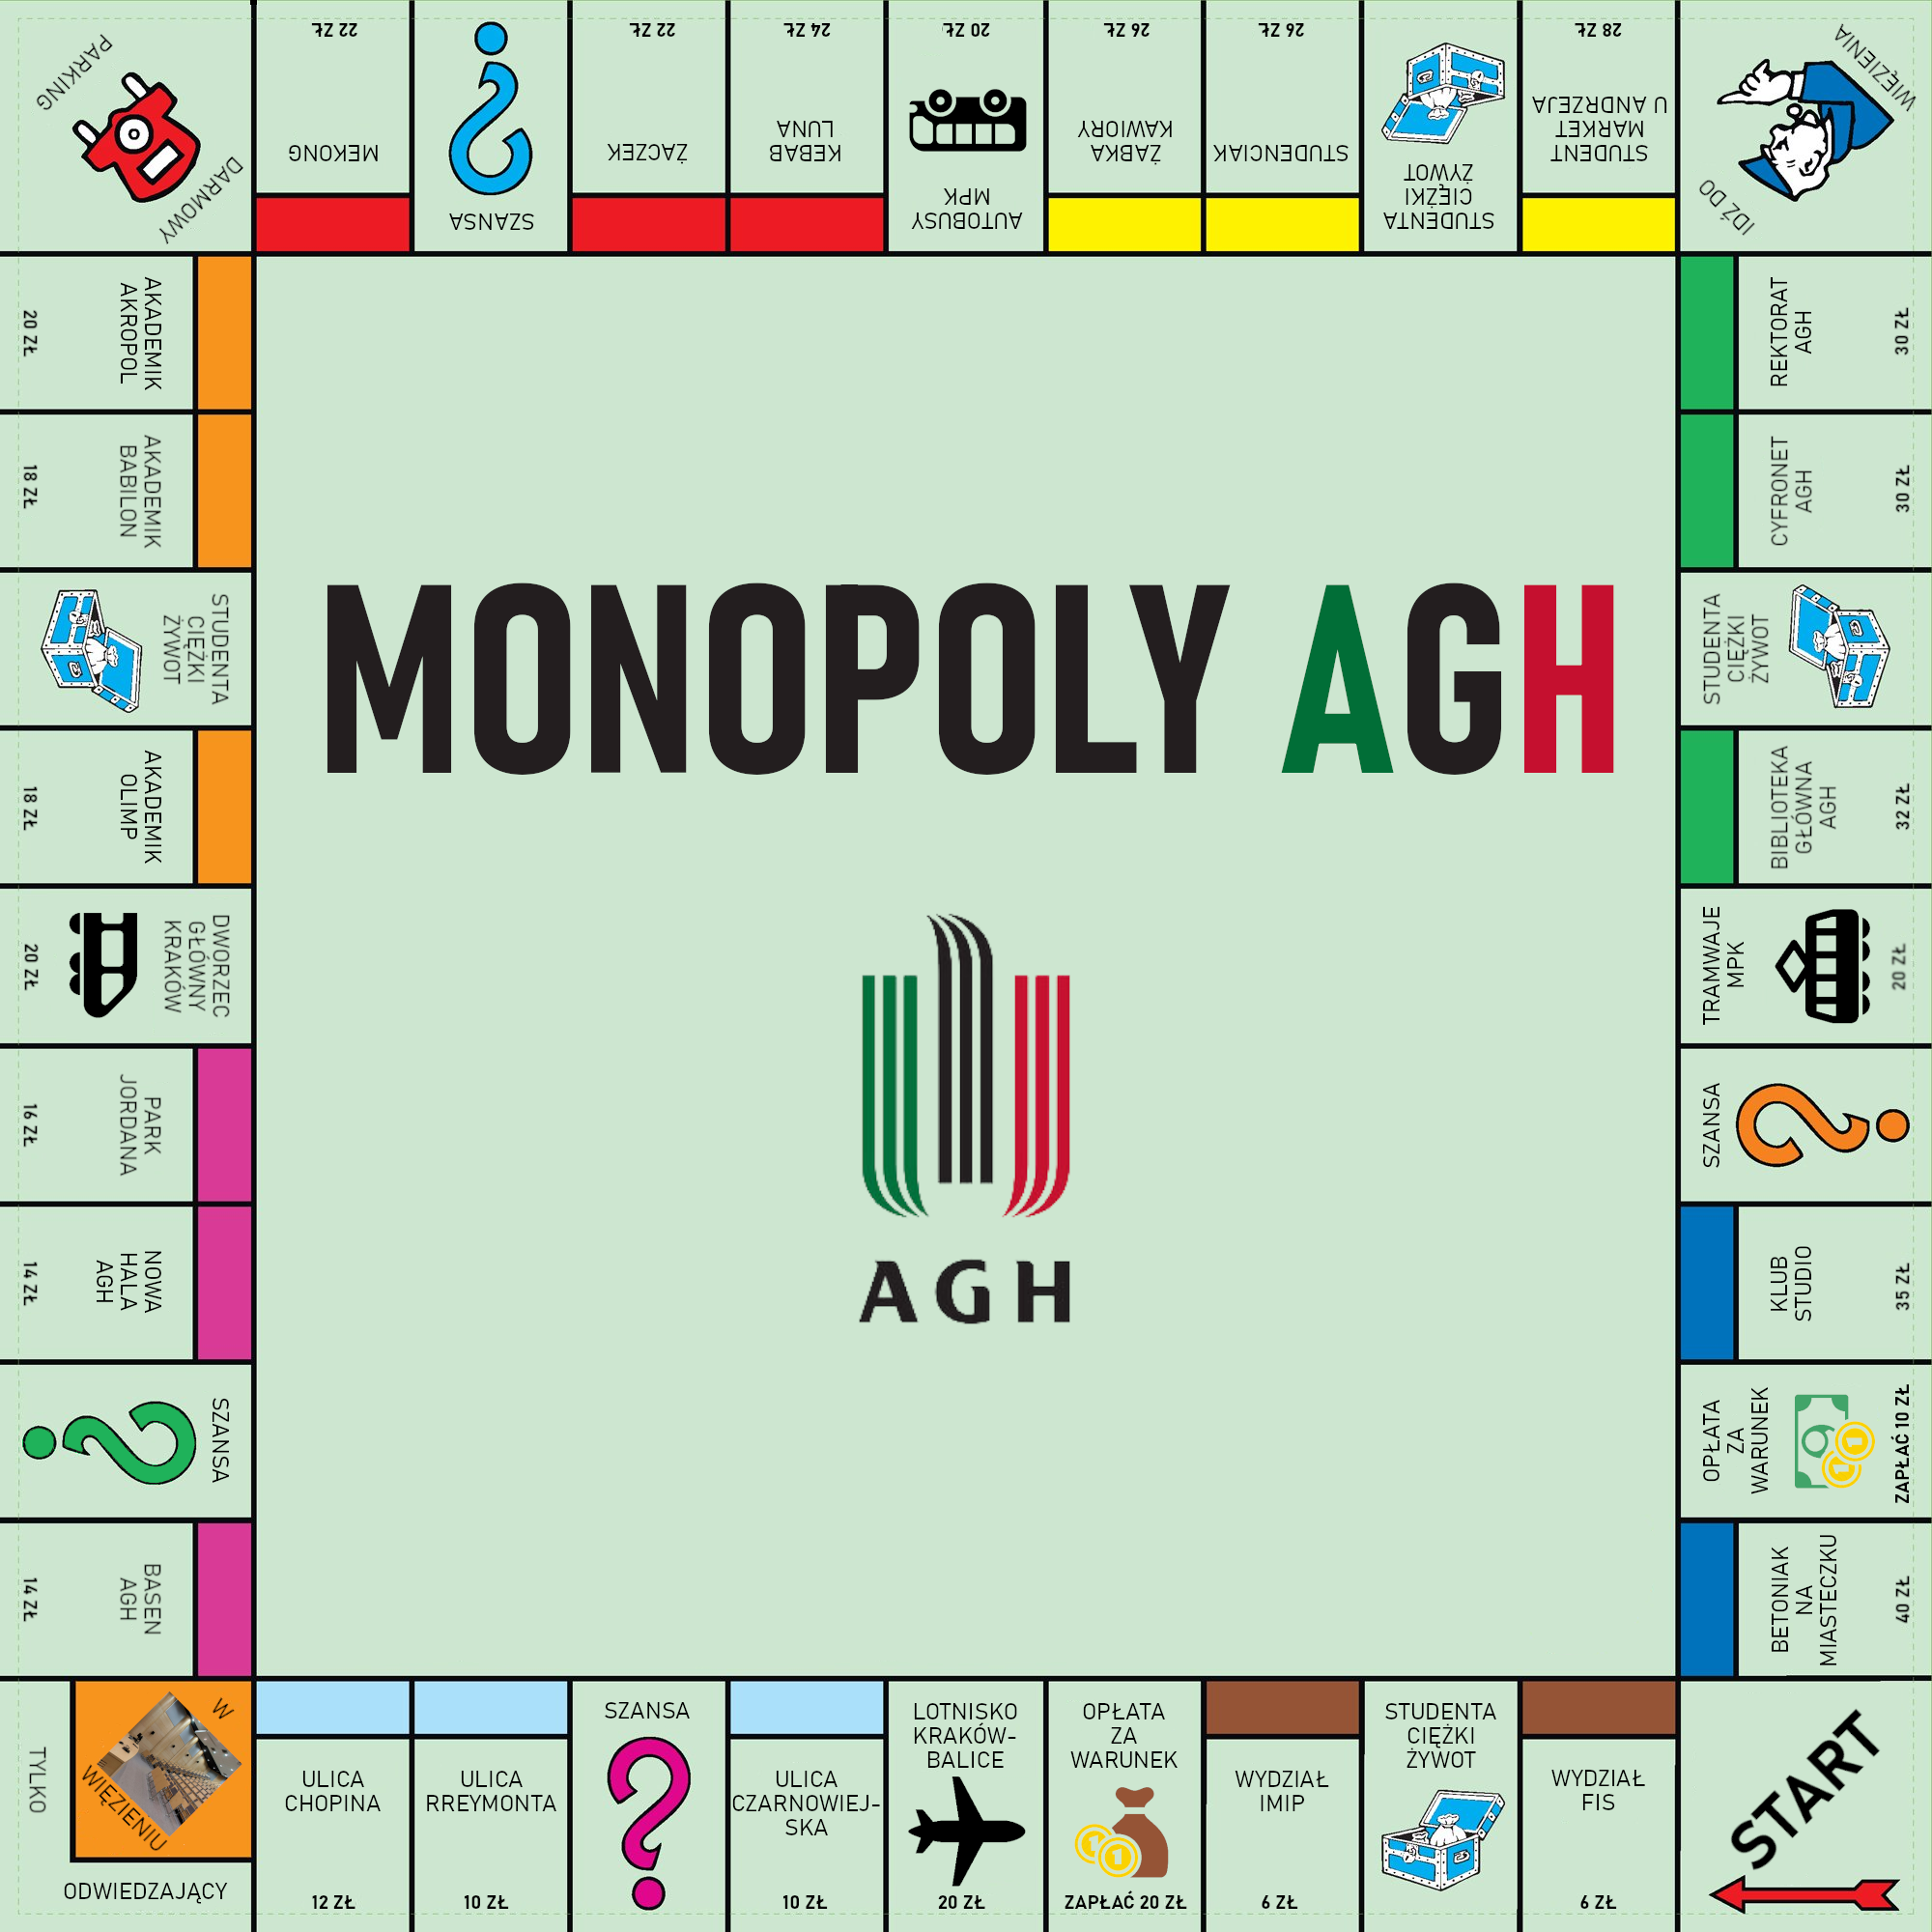 PARKING
DARMOWY
22 ZŁ
MEKONG
SZANSA
22 ZŁ
ŻACZEK
24 ZŁ
KEBAB
LUNA
20 ZŁ
AUTOBUSY
MPK
26 ZŁ
ŻABKA
KAWIORY
26 ZŁ
STUDENCIAK
STUDENTA
CIĘŻKI
ŻYWOT
28 ZŁ
STUDENT
MARKET
U ANDRZEJA
IDŹ DO
WIĘZIENIA
AKADEMIK
AKROPOL
20 ZŁ
AKADEMIK
BABILON
18 ZŁ
STUDENTA
CIĘŻKI
ŻYWOT
AKADEMIK
OLIMP
18 ZŁ
DWORZEC
GŁÓWNY
KRAKÓW
20 ZŁ
PARK
JORDANA
16 ZŁ
NOWA
HALA
AGH
14 ZŁ
SZANSA
BASEN
AGH
14 ZŁ
MONOPOLY AGH
AGH
REKTORAT
AGH
30 ZŁ
CYFRONET
AGH
30 ZŁ
STUDENTA
CIĘŻKI
ŻYWOT
BIBLIOTEKA
GŁÓWNA
AGH
32 ZŁ
TRAMWAJE
MPK
20 ZŁ
SZANSA
KLUB
STUDIO
35 ZŁ
OPŁATA
ZA
WARUNEK
ZAPŁAĆ 10 ZŁ
BETONIAK
NA
MIASTECZKU
40 ZŁ
TYLKO
ODWIEDZAJĄCY
W
WIĘZIENIU
ULICA
CHOPINA
12 ZŁ
ULICA
RREYMONTA
10 ZŁ
SZANSA
ULICA
CZARNOWIEJ-
SKA
10 ZŁ
LOTNISKO
KRAKÓW-
BALICE
20 ZŁ
OPŁATA
ZA
WARUNEK
ZAPŁAĆ 20 ZŁ
WYDZIAŁ
IMIP
6 ZŁ
STUDENTA
CIĘŻKI
ŻYWOT
WYDZIAŁ
FIS
6 ZŁ
START